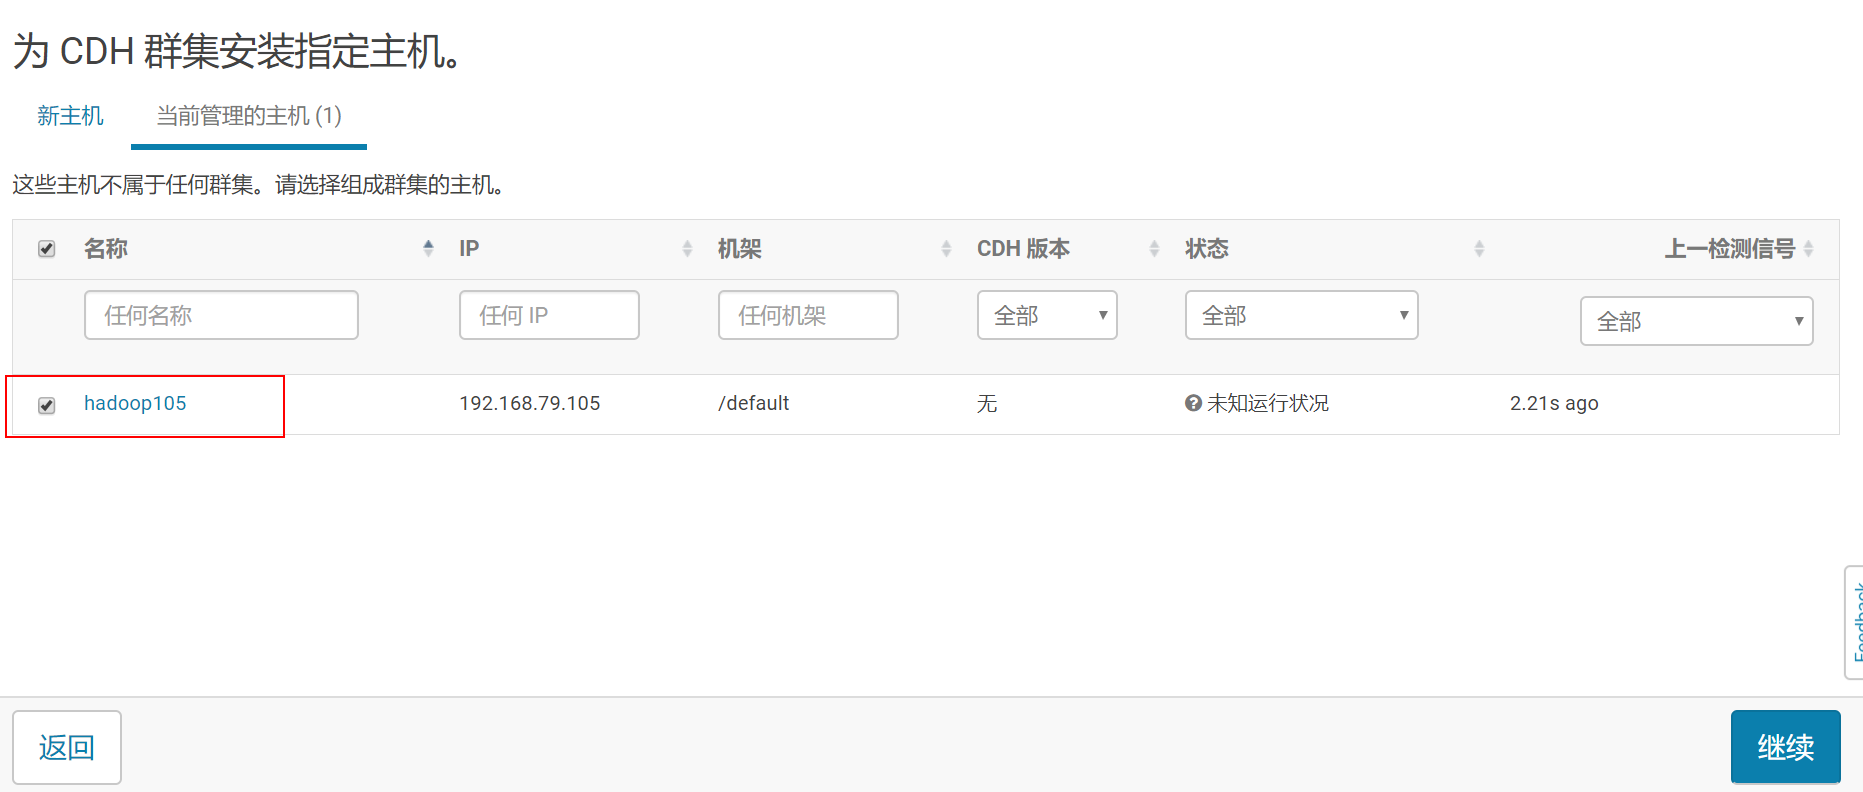 为 CDH 群集安装指定主机。
新主机 当前管理的主机 (1)
这些主机不属于任何群集。请选择组成群集的主机。
名称 IP 机架 CDH 版本 状态 上一检测信号
任何名称 任何 IP 任何机架 全部 全部 全部
hadoop105 192.168.79.105 /default 无 未知运行状况 2.21s ago
Feedback
返回 继续